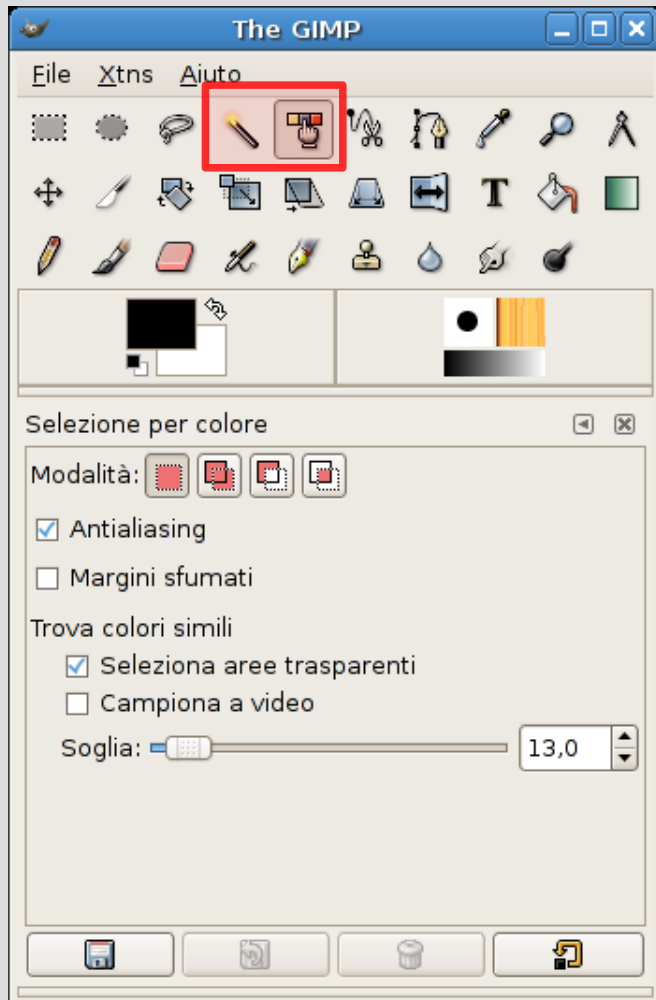 The GIMP
File Xtns Aiuto
T
Selezione per colore
Modalità:
Antialiasing
Margini sfumati
Trova colori simili
Seleziona aree trasparenti
Campiona a video
Soglia: 13,0